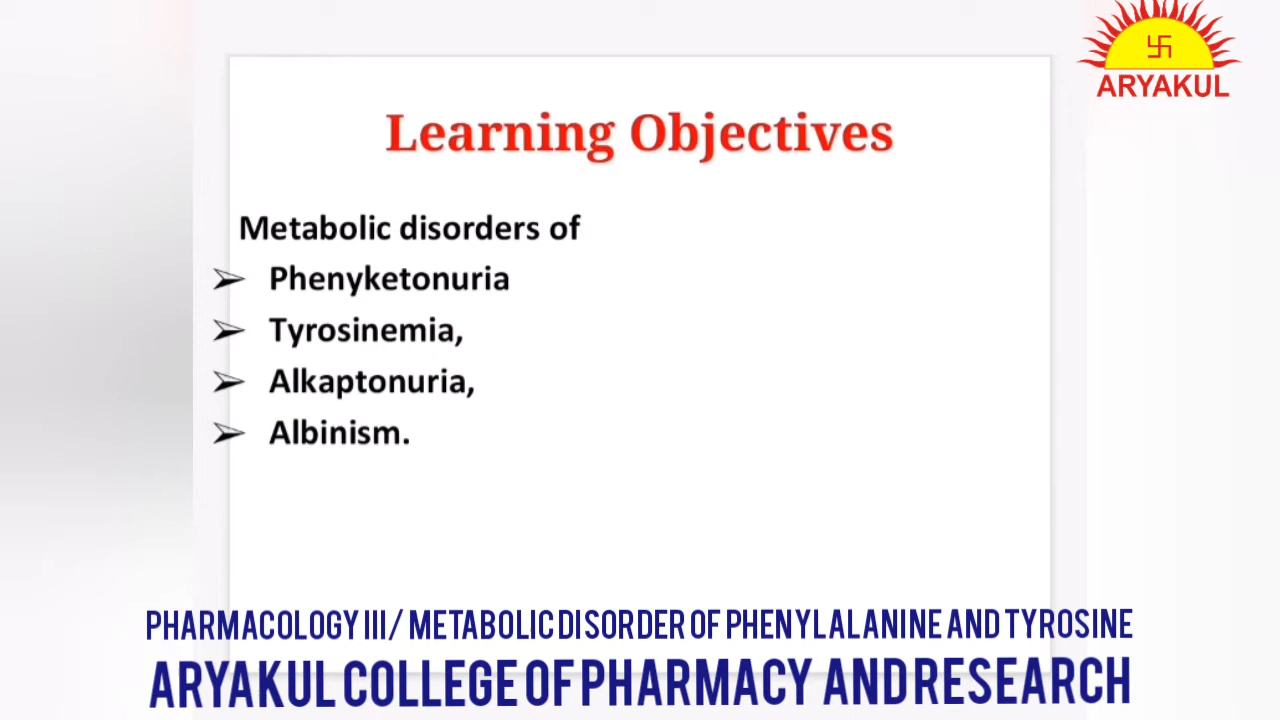 ARYAKUL
Learning Objectives
Metabolic disorders of
➢ Phenyketonuria
➢ Tyrosinemia,
➢ Alkaptonuria,
➢ Albinism.
PHARMACOLOGY III/ METABOLIC DISORDER OF PHENYLALANINE AND TYROSINE
ARYAKUL COLLEGE OF PHARMACY AND RESEARCH